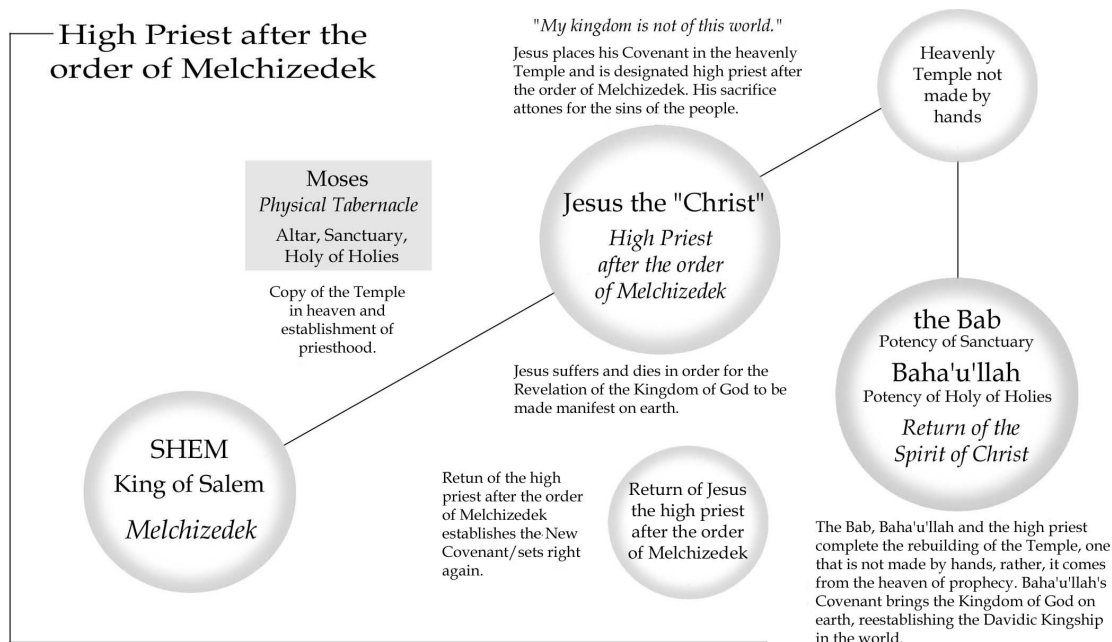 High Priest after the
order of Melchizedek
"My kingdom is not of this world."
Jesus places his Covenant in the heavenly
Temple and is designated high priest after
the order of Melchizedek. His sacrifice
attones for the sins of the people.
Heavenly
Temple not
made by
hands
Moses
Physical Tabernacle
Altar, Sanctuary,
Holy of Holies
Copy of the Temple
in heaven and
establishment of
priesthood.
Jesus the "Christ"
High Priest
after the order
of Melchizedek
Jesus suffers and dies in order for the
Revelation of the Kingdom of God to be
made manifest on earth.
the Bab
Potency of Sanctuary
Baha'u'llah
Potency of Holy of Holies
Return of the
Spirit of Christ
SHEM
King of Salem
Melchizedek
Retun of the high
priest after the order
of Melchizedek
establishes the New
Covenant/sets right
again.
Return of Jesus
the high priest
after the order
of Melchizedek
The Bab, Baha'u'llah and the high priest
complete the rebuilding of the Temple, one
that is not made by hands, rather, it comes
from the heaven of prophecy. Baha'u'llah's
Covenant brings the Kingdom of God on
earth, reestablishing the Davidic Kingship
in the world.